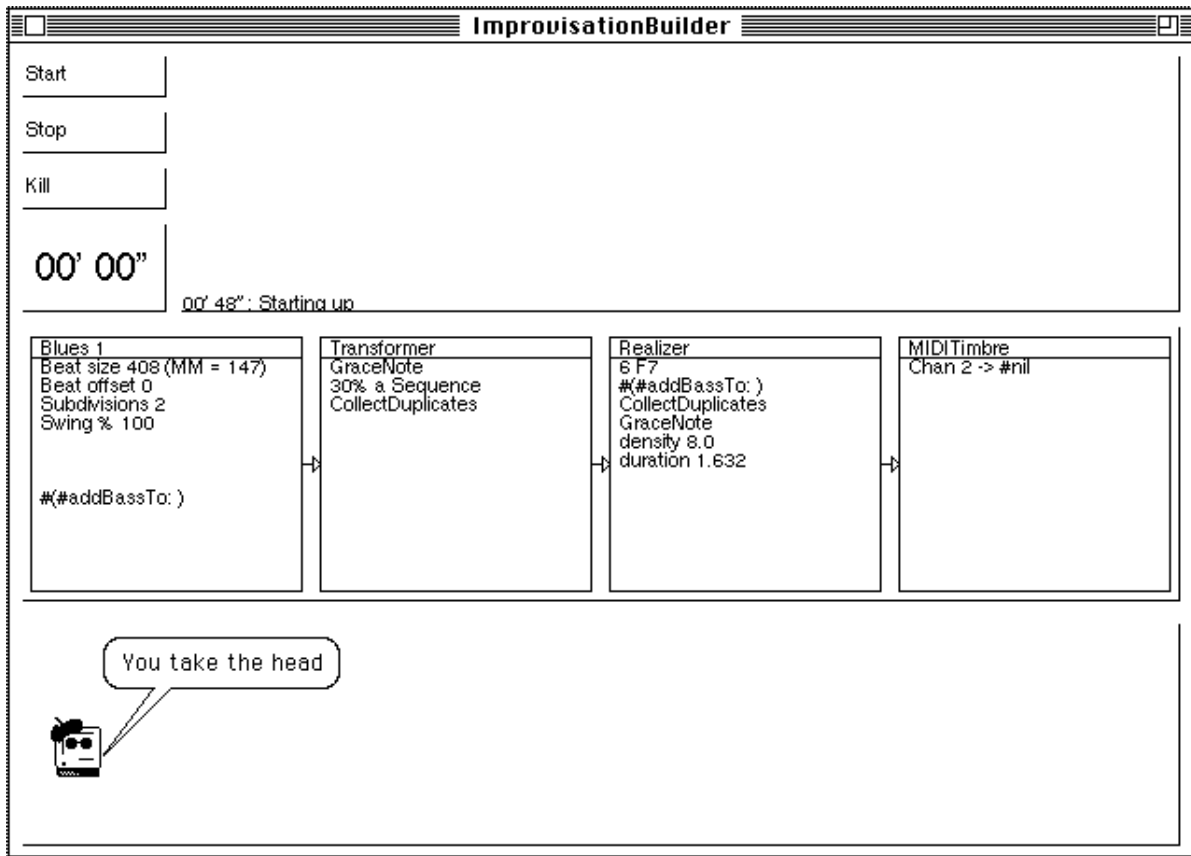 ImprovisationBuilder
Start
Stop
Kill
00' 00"
00' 48" : Starting up
Blues 1
Beat size 408 (MM = 147)
Beat offset 0
Subdivisions 2
Swing % 100
#(#addBassTo: )
Transformer
GraceNote
30% a Sequence
CollectDuplicates
Realizer
6 F7
#(#addBassTo: )
CollectDuplicates
GraceNote
density 8.0
duration 1.632
MIDITimbre
Chan 2 -> #nil
You take the head